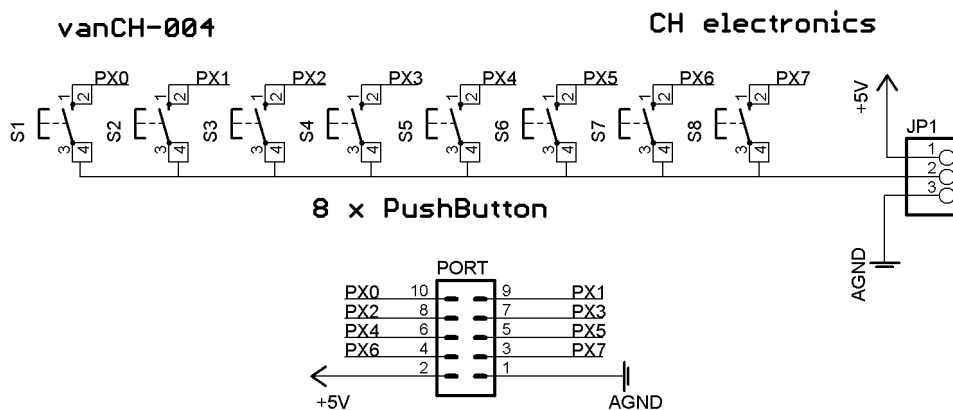 vanCH-004 CH electronics
PX0 PX1 PX2 PX3 PX4 PX5 PX6 PX7
1 2 1 2 1 2 1 2 1 2 1 2 1 2 1 2
S1 S2 S3 S4 S5 S6 S7 S8
3 4 3 4 3 4 3 4 3 4 3 4 3 4 3 4
+5V
JP1
1
2
3
AGND
8 x PushButton
PORT
PX0 10 9 PX1
PX2 8 7 PX3
PX4 6 5 PX5
PX6 4 3 PX7
2 1
+5V AGND